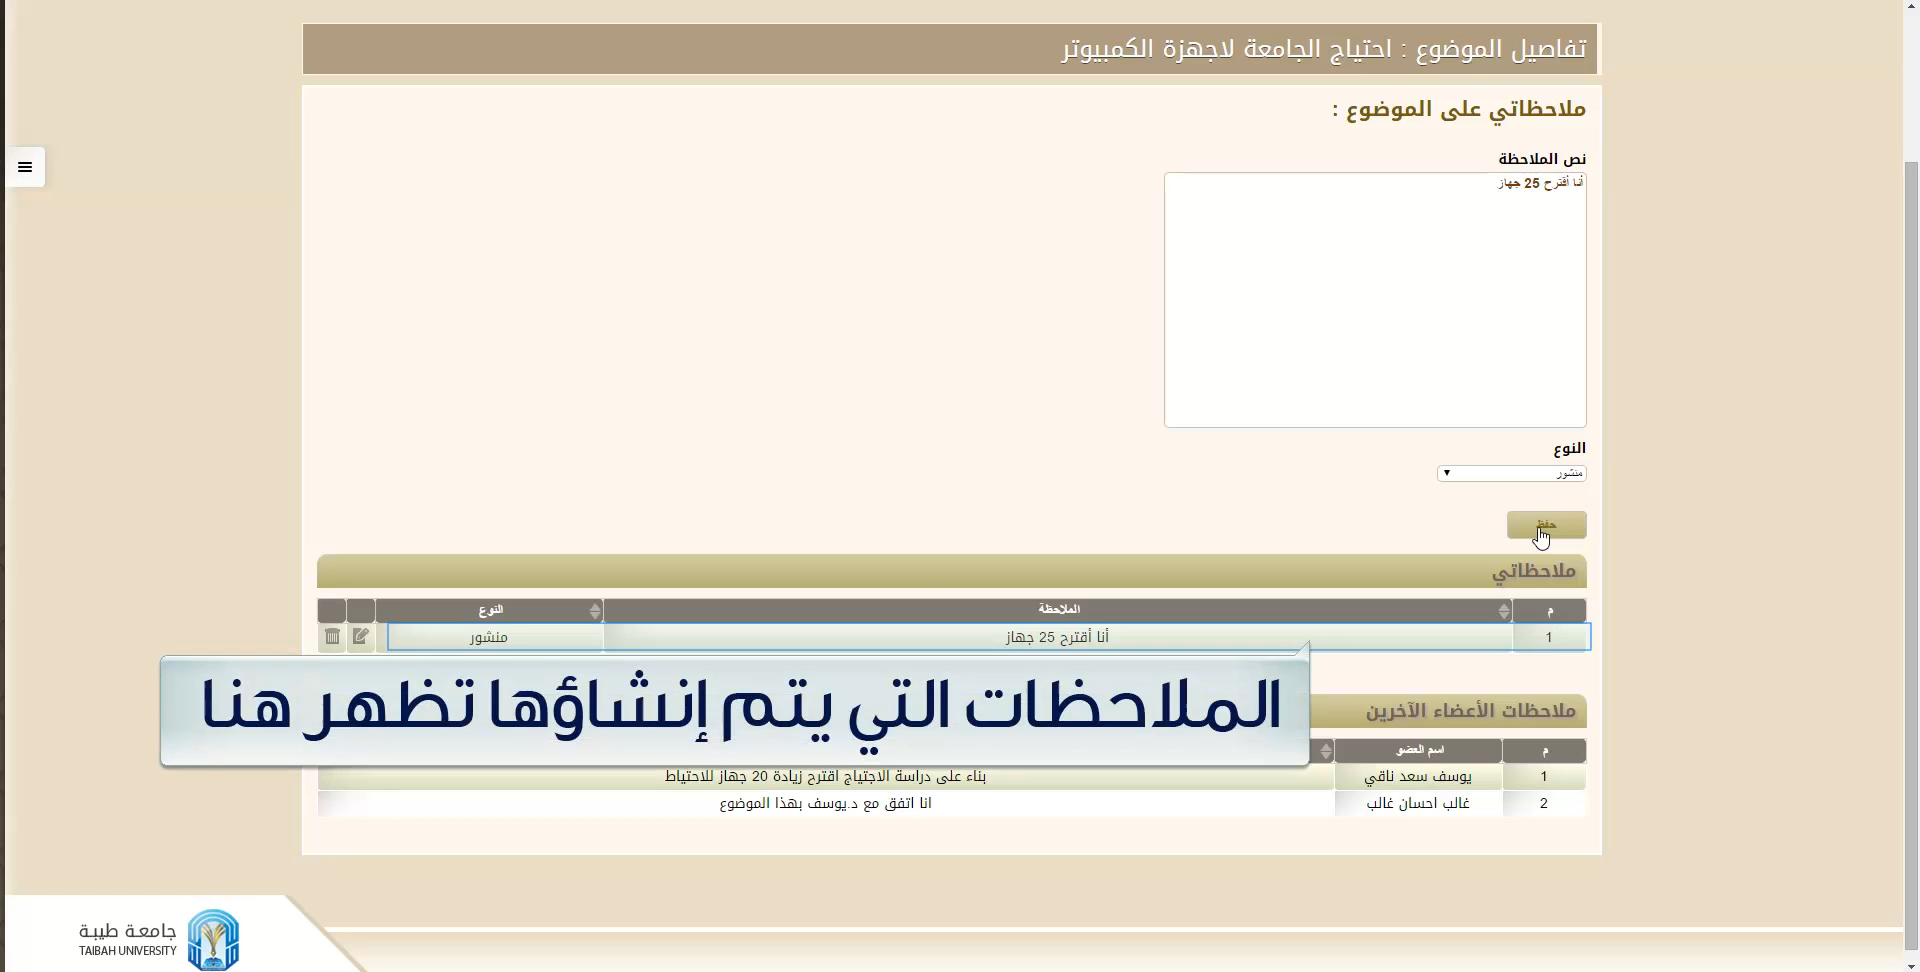 تفاصيل الموضوع : احتياج الجامعة لاجهزة الكمبيوتر
ملاحظاتي على الموضوع :
نص الملاحظة
أنا أقترح 25 جهاز
النوع
منشور
حفظ
ملاحظاتي
م الملاحظة النوع
1 أنا أقترح 25 جهاز منشور
الملاحظات التي يتم إنشاؤها تظهر هنا
ملاحظات الأعضاء الآخرين
م اسم العضو
1 يوسف سعد ناقي بناء على دراسة الاجتياج اقترح زيادة 20 جهاز للاحتياط
2 غالب احسان غالب انا اتفق مع د.يوسف بهذا الموضوع
جامعة طيبة
TAIBAH UNIVERSITY